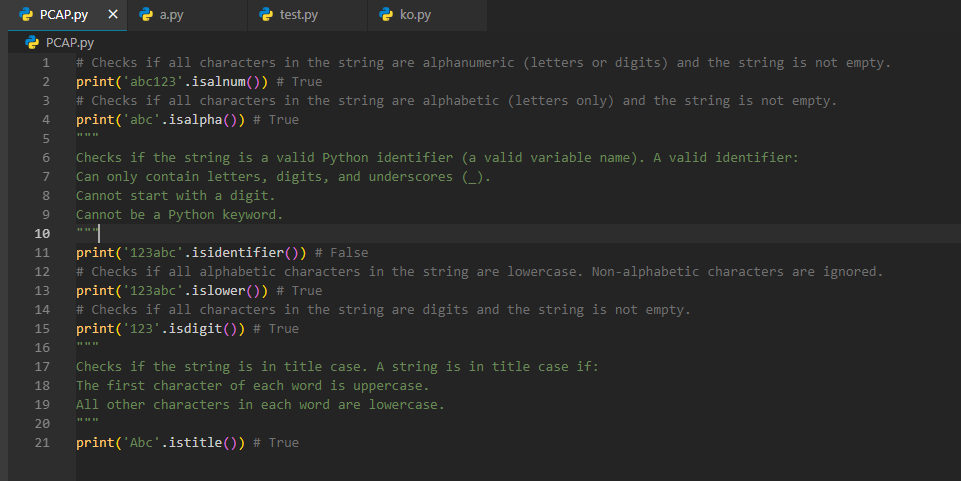 PCAP.py × a.py test.py ko.py
PCAP.py
1 # Checks if all characters in the string are alphanumeric (letters or digits) and the string is not empty.
2 print('abc123'.isalnum()) # True
3 # Checks if all characters in the string are alphabetic (letters only) and the string is not empty.
4 print('abc'.isalpha()) # True
5 """
6 Checks if the string is a valid Python identifier (a valid variable name). A valid identifier:
7 Can only contain letters, digits, and underscores (_).
8 Cannot start with a digit.
9 Cannot be a Python keyword.
10 """
11 print('123abc'.isidentifier()) # False
12 # Checks if all alphabetic characters in the string are lowercase. Non-alphabetic characters are ignored.
13 print('123abc'.islower()) # True
14 # Checks if all characters in the string are digits and the string is not empty.
15 print('123'.isdigit()) # True
16 """
17 Checks if the string is in title case. A string is in title case if:
18 The first character of each word is uppercase.
19 All other characters in each word are lowercase.
20 """
21 print('Abc'.istitle()) # True